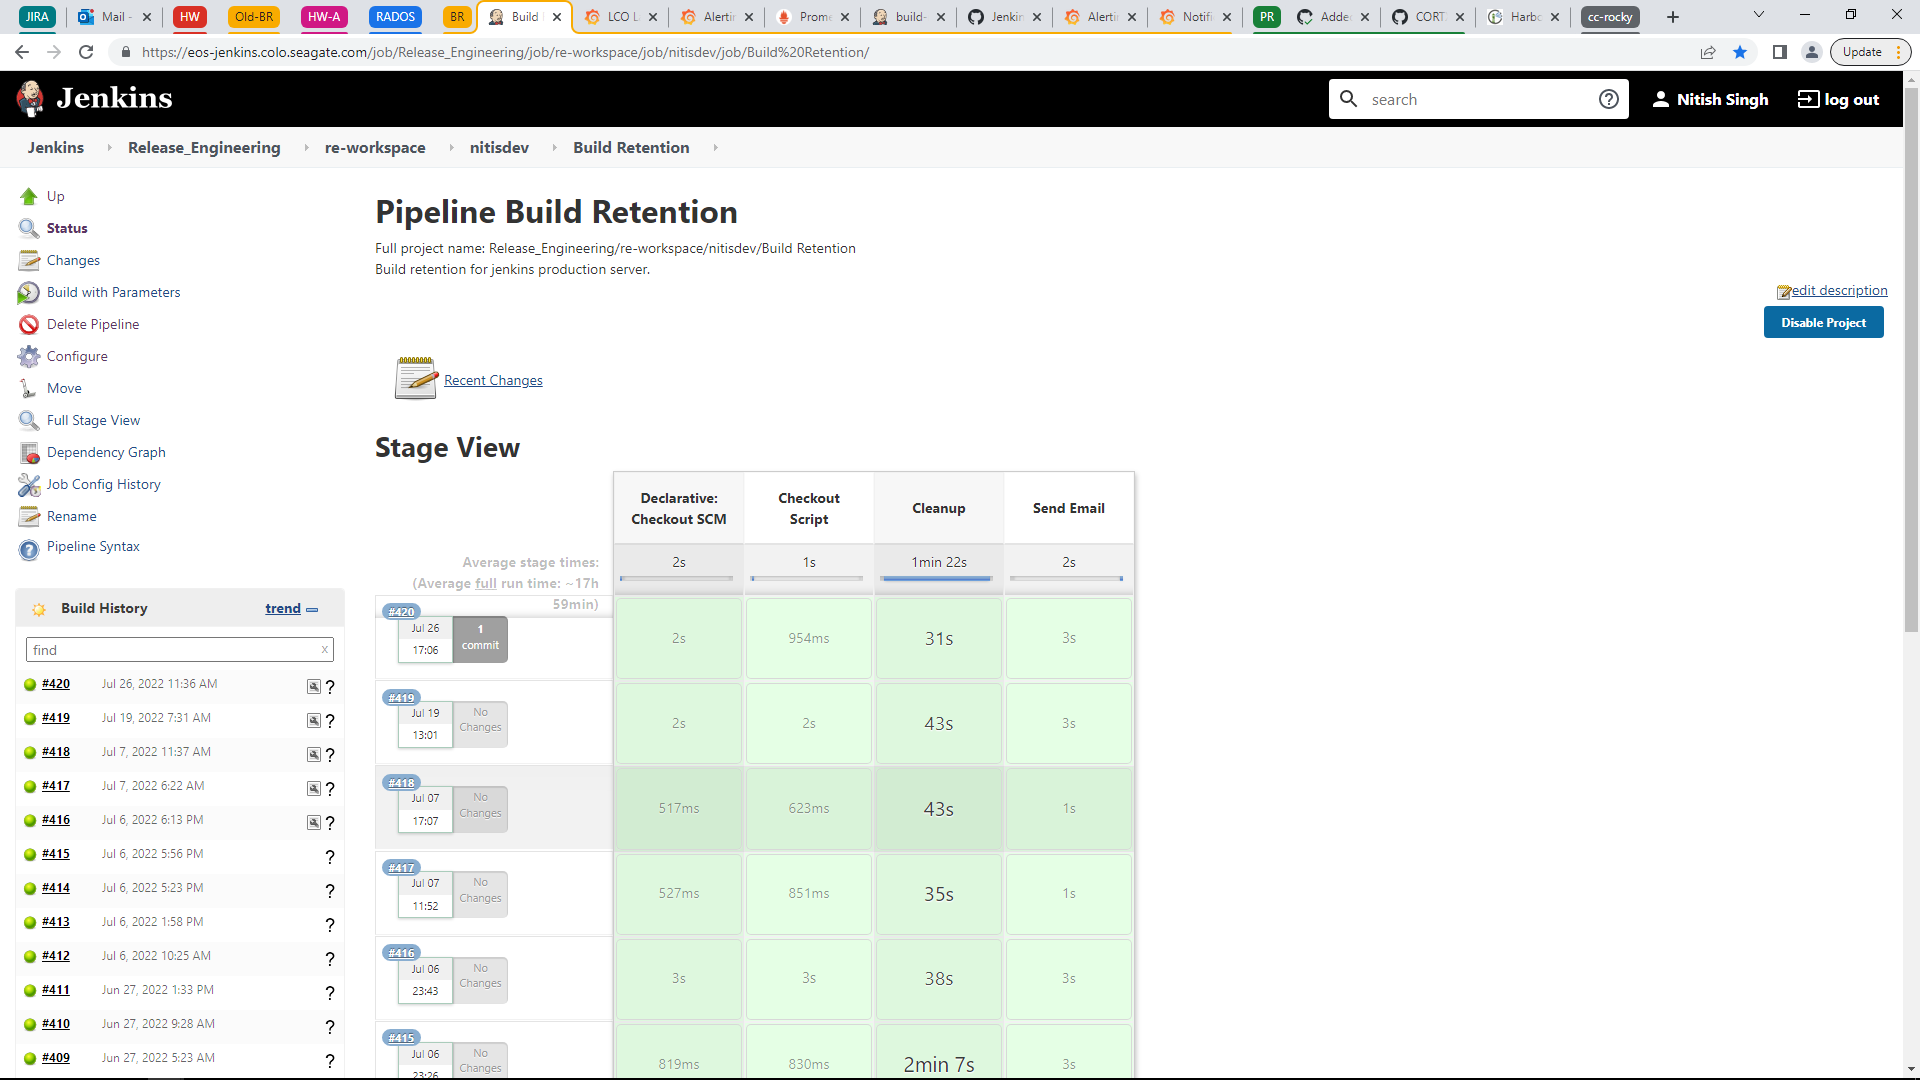 JIRA
Mail -
HW
Old-BR
HW-A
RADOS
BR
Build
LCO L
Alertin
Prome
build-
Jenkin
Alertin
Notifi
PR
Added
CORT
Harbo
cc-rocky
https://eos-jenkins.colo.seagate.com/job/Release_Engineering/job/re-workspace/job/nitisdev/job/Build%20Retention/
Update
Jenkins
search
Nitish Singh
log out
Jenkins
Release_Engineering
re-workspace
nitisdev
Build Retention
Up
Status
Changes
Build with Parameters
Delete Pipeline
Configure
Move
Full Stage View
Dependency Graph
Job Config History
Rename
Pipeline Syntax
Build History
trend
find
x
#420 Jul 26, 2022 11:36 AM ?
#419 Jul 19, 2022 7:31 AM ?
#418 Jul 7, 2022 11:37 AM ?
#417 Jul 7, 2022 6:22 AM ?
#416 Jul 6, 2022 6:13 PM ?
#415 Jul 6, 2022 5:56 PM ?
#414 Jul 6, 2022 5:23 PM ?
#413 Jul 6, 2022 1:58 PM ?
#412 Jul 6, 2022 10:25 AM ?
#411 Jun 27, 2022 1:33 PM ?
#410 Jun 27, 2022 9:28 AM ?
#409 Jun 27, 2022 5:23 AM ?
Pipeline Build Retention
Full project name: Release_Engineering/re-workspace/nitisdev/Build Retention
Build retention for jenkins production server.
edit description
Disable Project
Recent Changes
Stage View
Declarative:
Checkout SCM
Checkout
Script
Cleanup
Send Email
Average stage times:
(Average full run time: ~17h
59min)
2s
1s
1min 22s
2s
#420
Jul 26
17:06
1
commit
2s
954ms
31s
3s
#419
Jul 19
13:01
No
Changes
2s
2s
43s
3s
#418
Jul 07
17:07
No
Changes
517ms
623ms
43s
1s
#417
Jul 07
11:52
No
Changes
527ms
851ms
35s
1s
#416
Jul 06
23:43
No
Changes
3s
3s
38s
3s
#415
Jul 06
23:26
No
Changes
819ms
830ms
2min 7s
3s